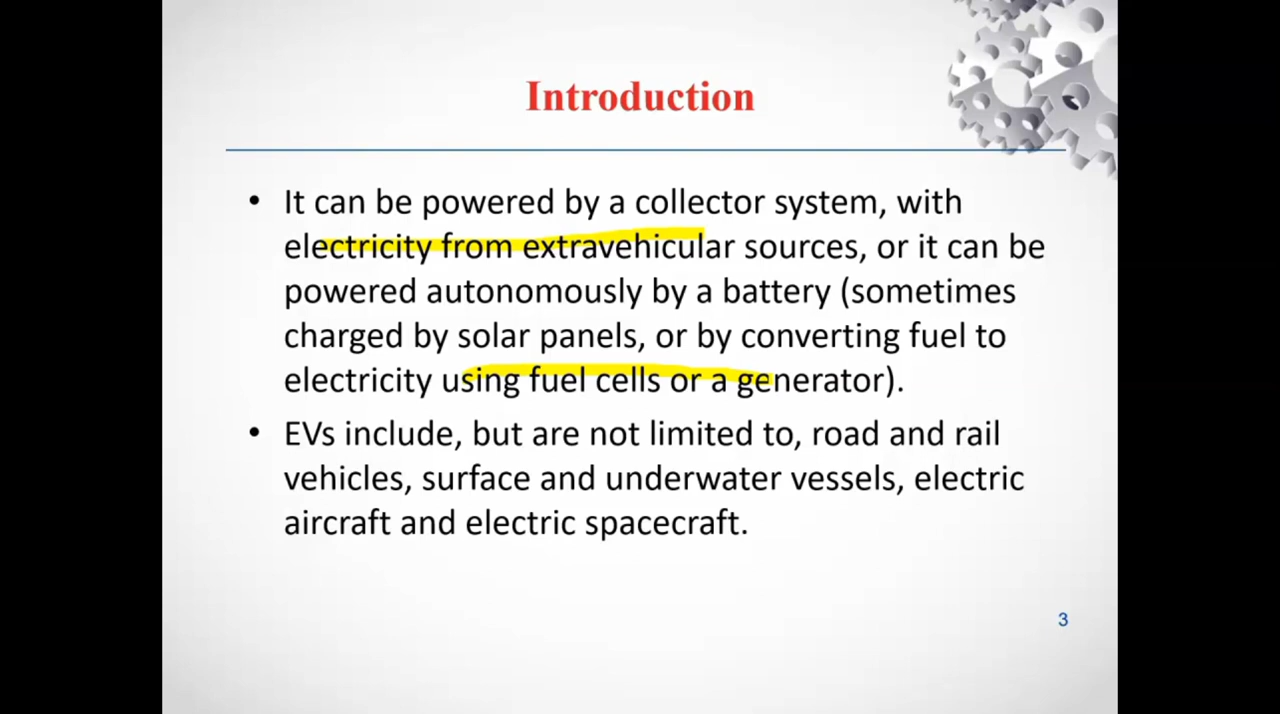 Introduction
• It can be powered by a collector system, with
electricity from extravehicular sources, or it can be
powered autonomously by a battery (sometimes
charged by solar panels, or by converting fuel to
electricity using fuel cells or a generator).
• EVs include, but are not limited to, road and rail
vehicles, surface and underwater vessels, electric
aircraft and electric spacecraft.
3